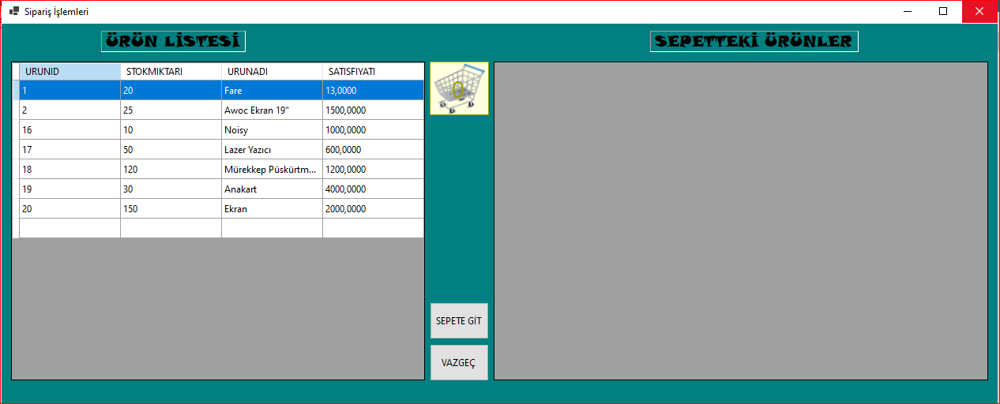 Sipariş İşlemleri
ÜRÜN LİSTESİ
SEPETTEKİ ÜRÜNLER
URUNID STOKMIKTARI URUNADI SATISFIYATI
1 20 Fare 13,0000
2 25 Awoc Ekran 19" 1500,0000
16 10 Noisy 1000,0000
17 50 Lazer Yazıcı 600,0000
18 120 Mürekkep Püskürtm... 1200,0000
19 30 Anakart 4000,0000
20 150 Ekran 2000,0000
0
SEPETE GİT
VAZGEÇ